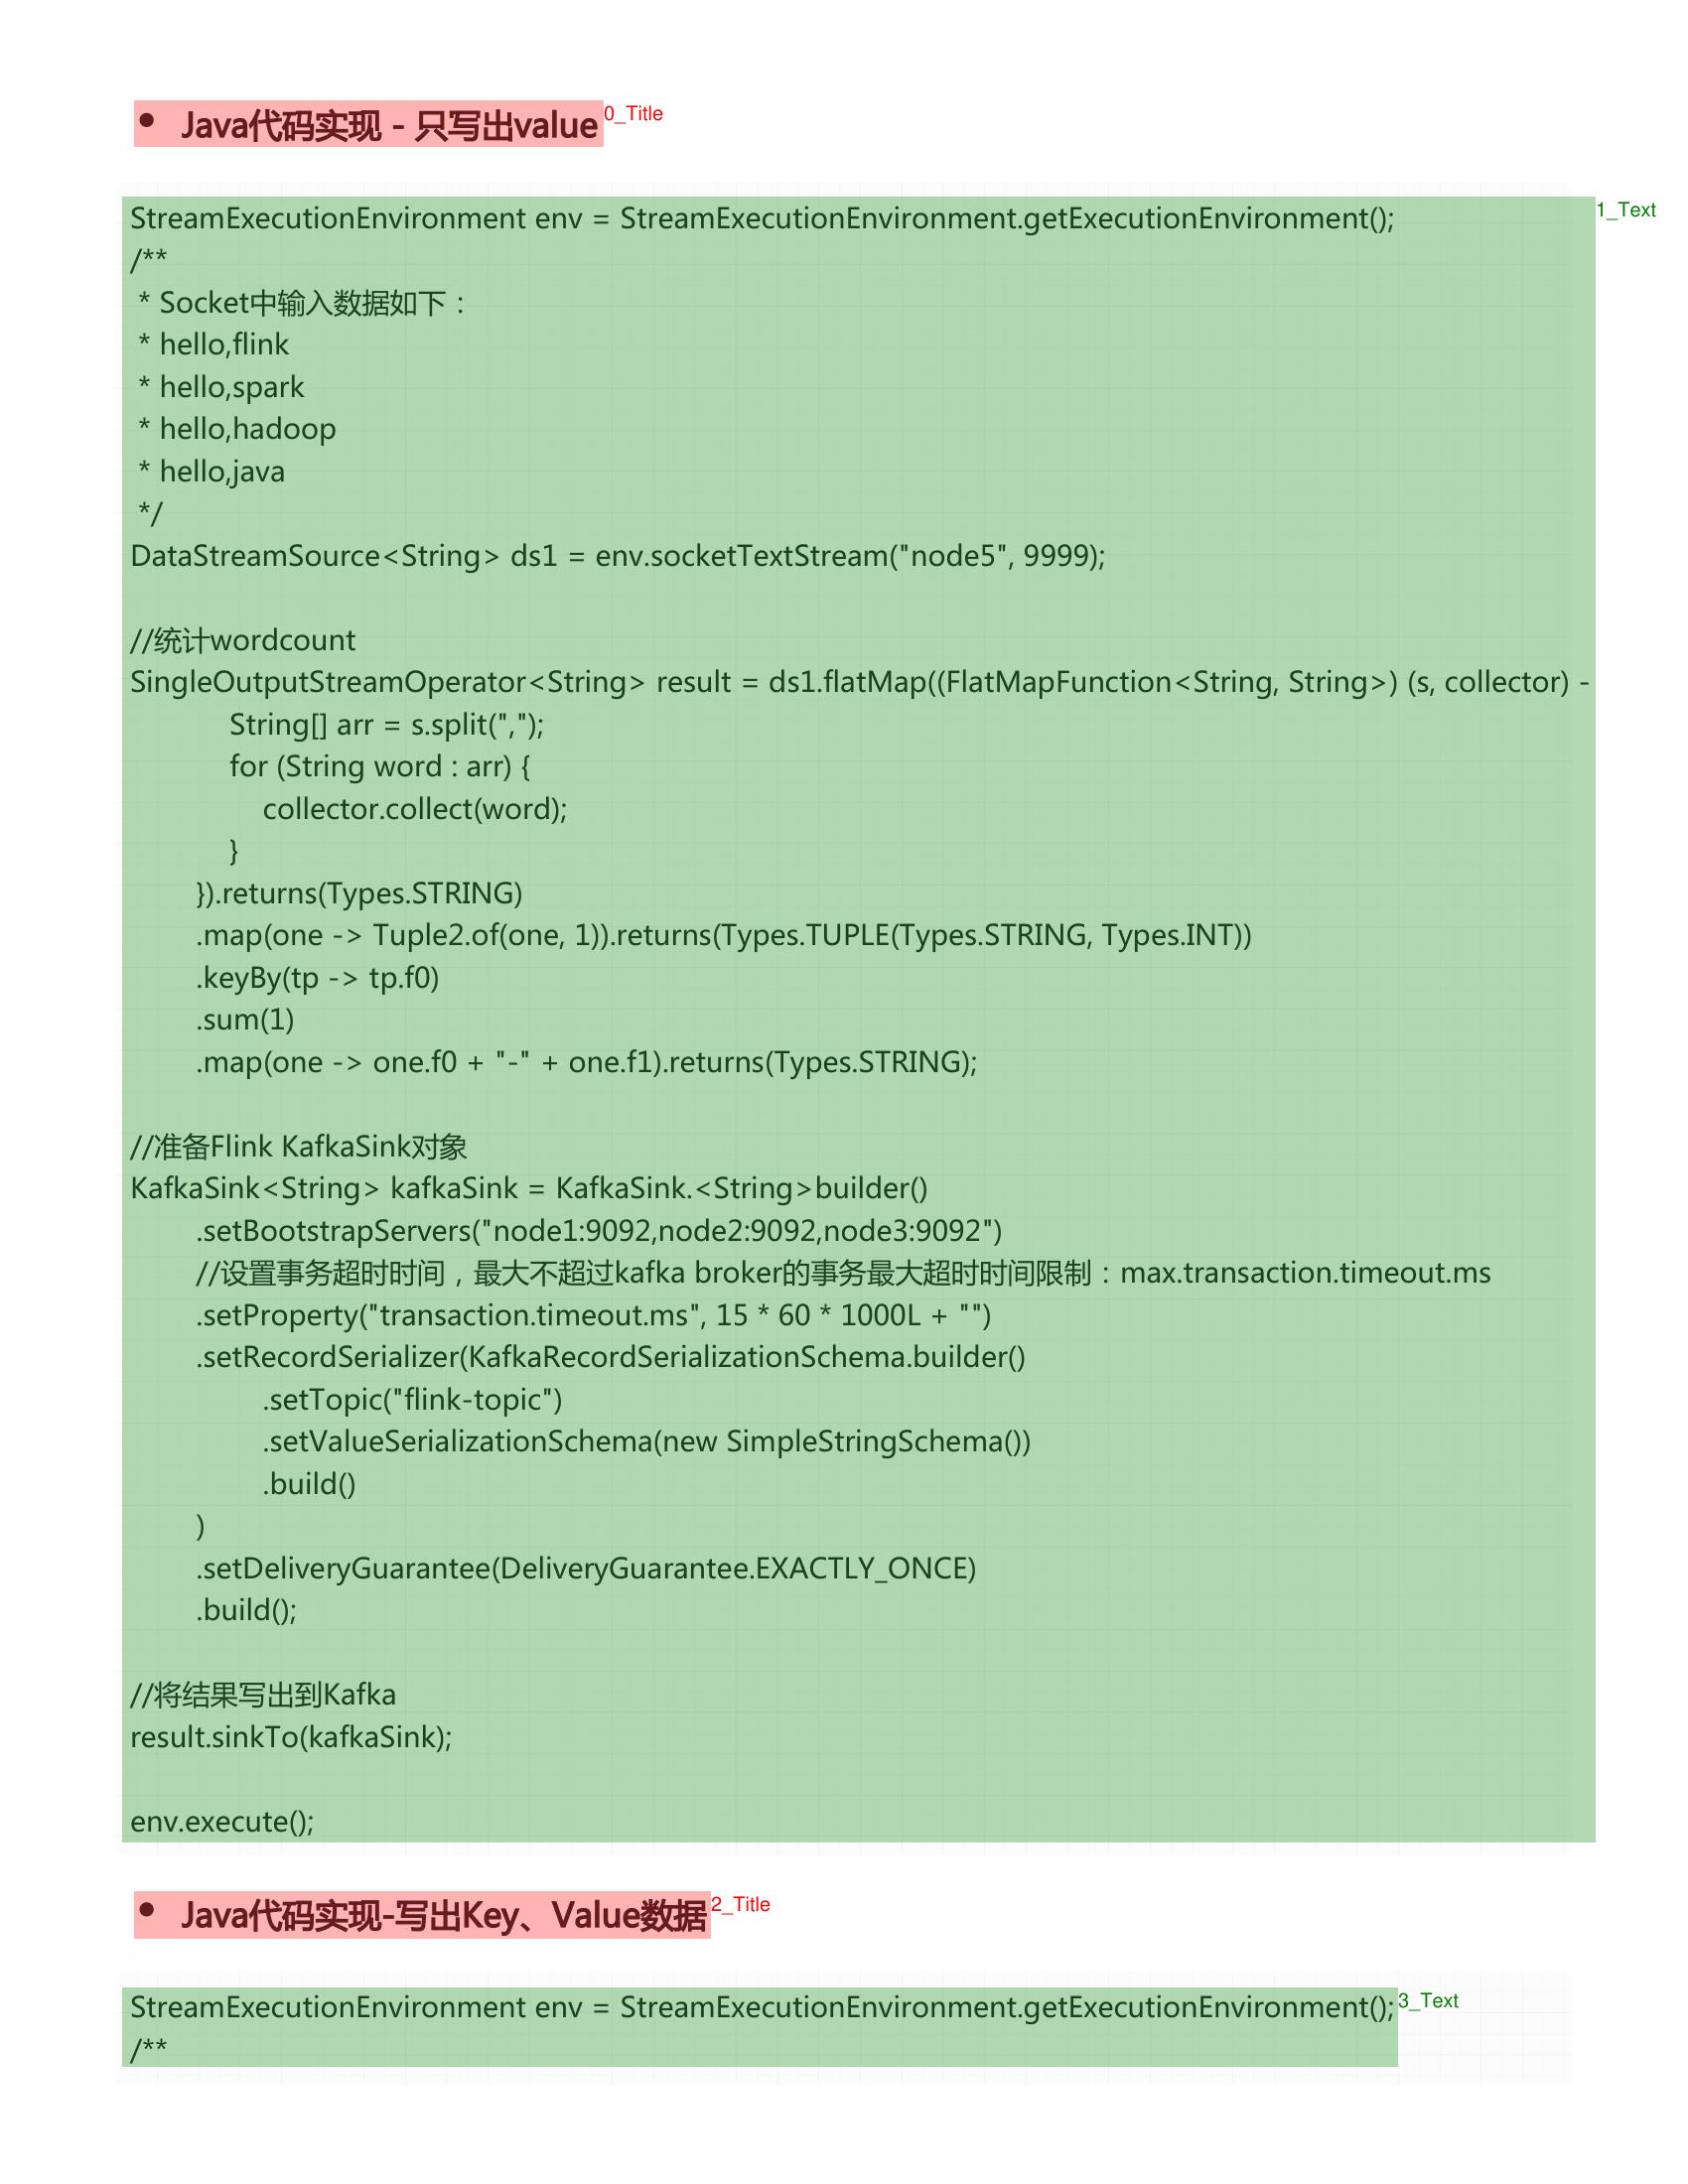 • Java代码实现 - 只写出value
0_Title
StreamExecutionEnvironment env = StreamExecutionEnvironment.getExecutionEnvironment();
1_Text
/**
 * Socket中输入数据如下：
 * hello,flink
 * hello,spark
 * hello,hadoop
 * hello,java
 */
DataStreamSource<String> ds1 = env.socketTextStream("node5", 9999);

//统计wordcount
SingleOutputStreamOperator<String> result = ds1.flatMap((FlatMapFunction<String, String>) (s, collector) -
            String[] arr = s.split(",");
            for (String word : arr) {
                collector.collect(word);
            }
        }).returns(Types.STRING)
        .map(one -> Tuple2.of(one, 1)).returns(Types.TUPLE(Types.STRING, Types.INT))
        .keyBy(tp -> tp.f0)
        .sum(1)
        .map(one -> one.f0 + "-" + one.f1).returns(Types.STRING);

//准备Flink KafkaSink对象
KafkaSink<String> kafkaSink = KafkaSink.<String>builder()
        .setBootstrapServers("node1:9092,node2:9092,node3:9092")
        //设置事务超时时间，最大不超过kafka broker的事务最大超时时间限制：max.transaction.timeout.ms
        .setProperty("transaction.timeout.ms", 15 * 60 * 1000L + "")
        .setRecordSerializer(KafkaRecordSerializationSchema.builder()
                .setTopic("flink-topic")
                .setValueSerializationSchema(new SimpleStringSchema())
                .build()
        )
        .setDeliveryGuarantee(DeliveryGuarantee.EXACTLY_ONCE)
        .build();

//将结果写出到Kafka
result.sinkTo(kafkaSink);

env.execute();
• Java代码实现-写出Key、Value数据
2_Title
StreamExecutionEnvironment env = StreamExecutionEnvironment.getExecutionEnvironment();
3_Text
/**